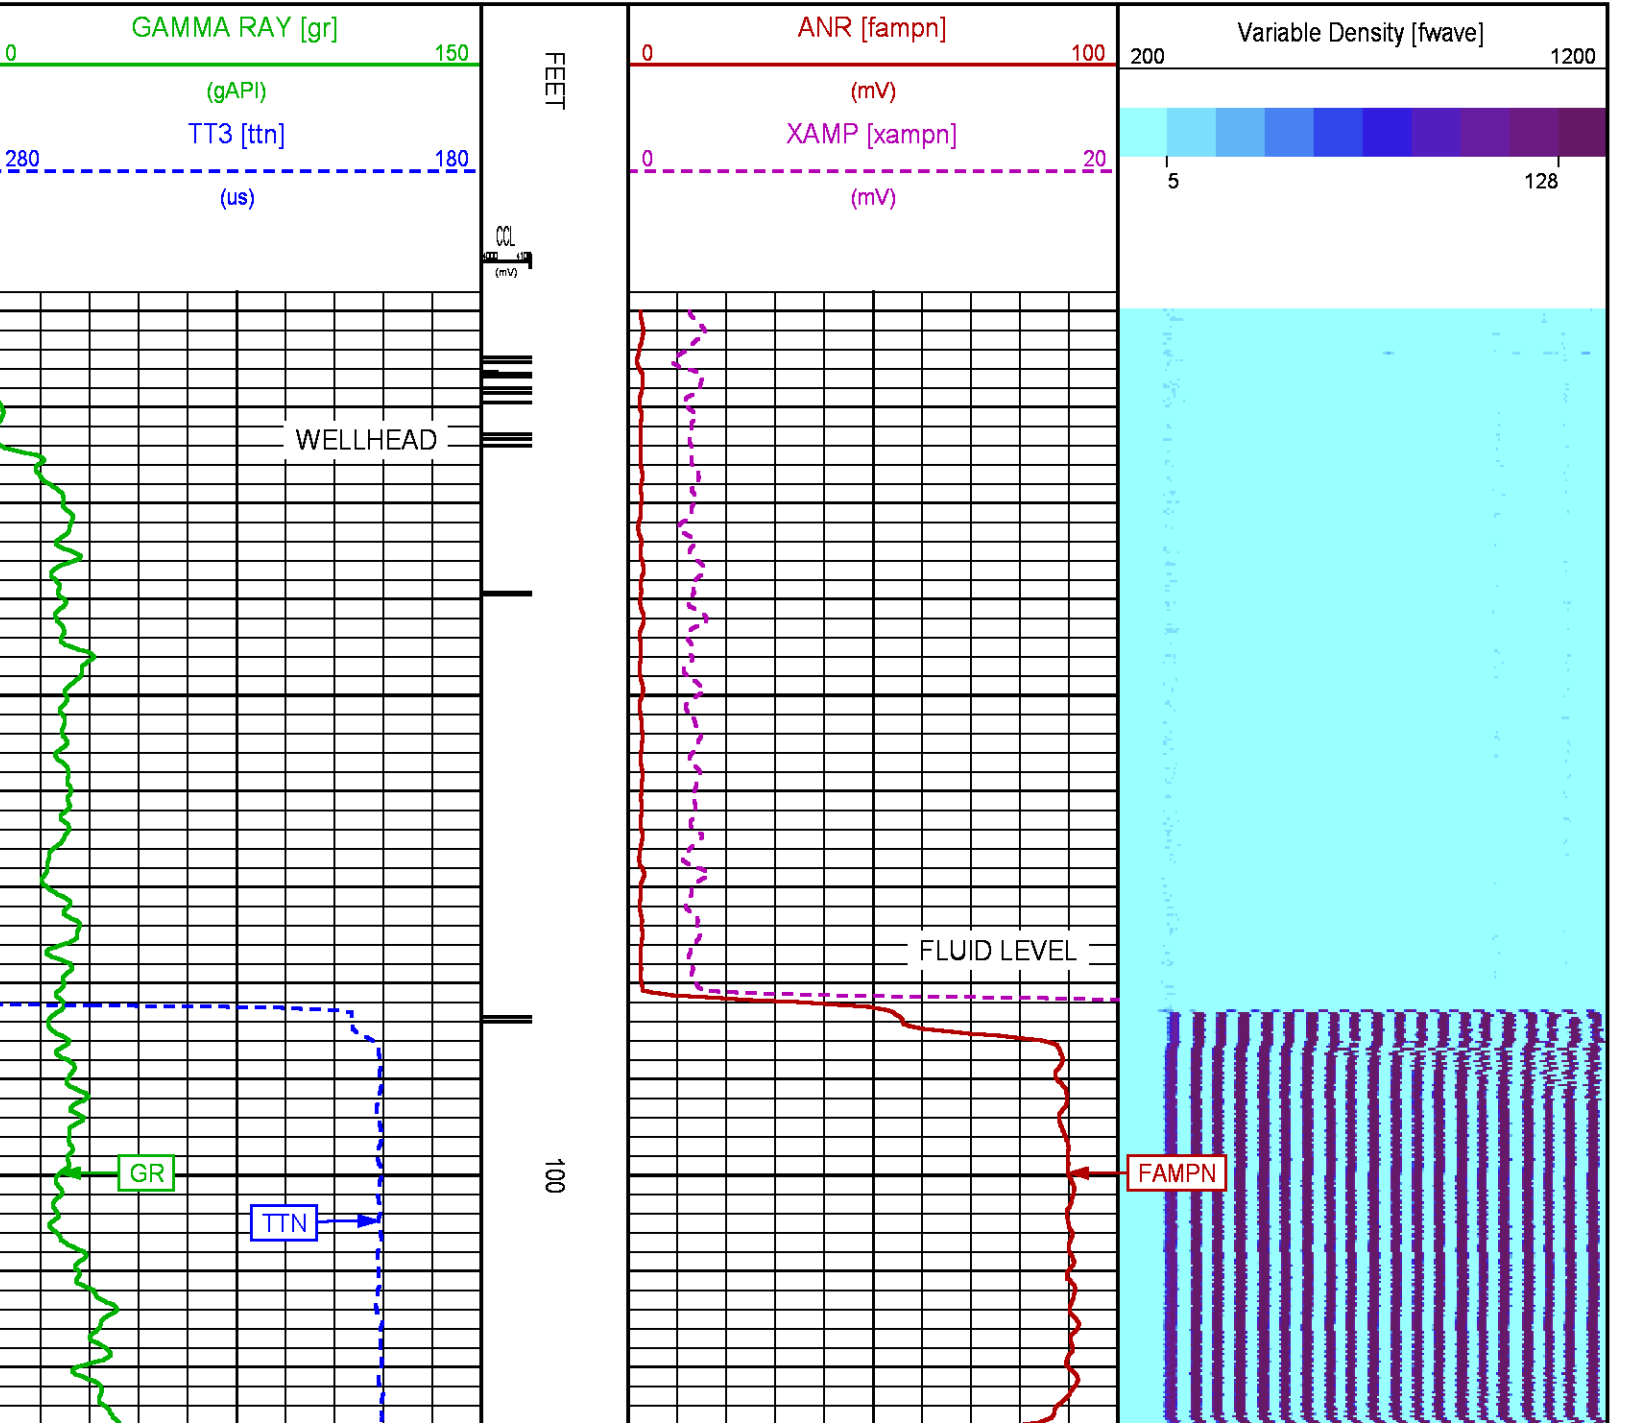 GAMMA RAY [gr]
0 150
(gAPI)
TT3 [ttn]
280 180
(us)
FEET
CCL
(mV)
ANR [fampn]
0 100
(mV)
XAMP [xampn]
0 20
(mV)
Variable Density [fwave]
200 1200
5 128
WELLHEAD
FLUID LEVEL
GR
TTN
100
FAMPN